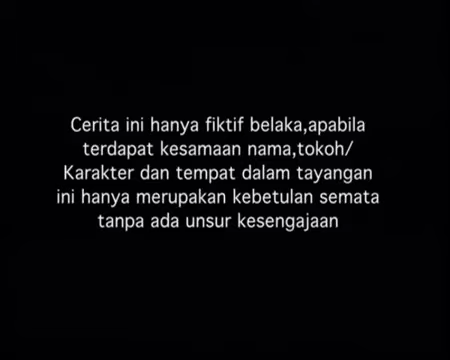 Cerita ini hanya fiktif belaka,apabila
terdapat kesamaan nama,tokoh/
Karakter dan tempat dalam tayangan
ini hanya merupakan kebetulan semata
tanpa ada unsur kesengajaan